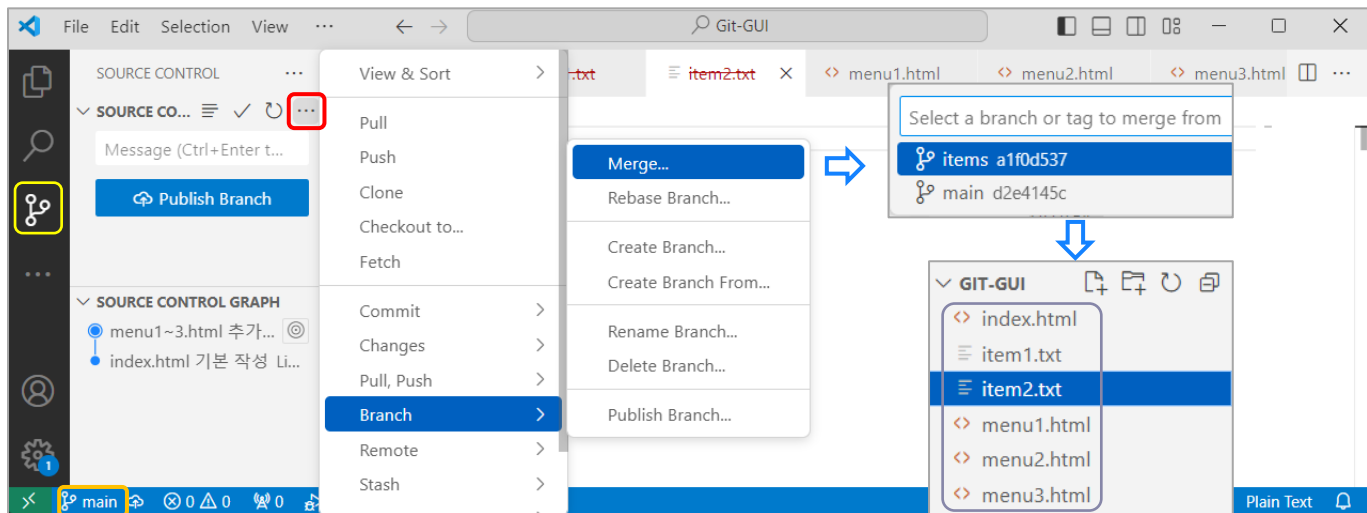 File Edit Selection View ··· Git-GUI
SOURCE CONTROL ···
SOURCE CO... ···
Message (Ctrl+Enter t...
Publish Branch
SOURCE CONTROL GRAPH
menu1~3.html 추가...
index.html 기본 작성 Li...
View & Sort
Pull
Push
Clone
Checkout to...
Fetch
Commit
Changes
Pull, Push
Branch
Remote
Stash
Merge...
Rebase Branch...
Create Branch...
Create Branch From...
Rename Branch...
Delete Branch...
Publish Branch...
.txt item2.txt menu1.html menu2.html menu3.html ···
Select a branch or tag to merge from
items a1f0d537
main d2e4145c
GIT-GUI
index.html
item1.txt
item2.txt
menu1.html
menu2.html
menu3.html
1
main 0 0 0 Plain Text